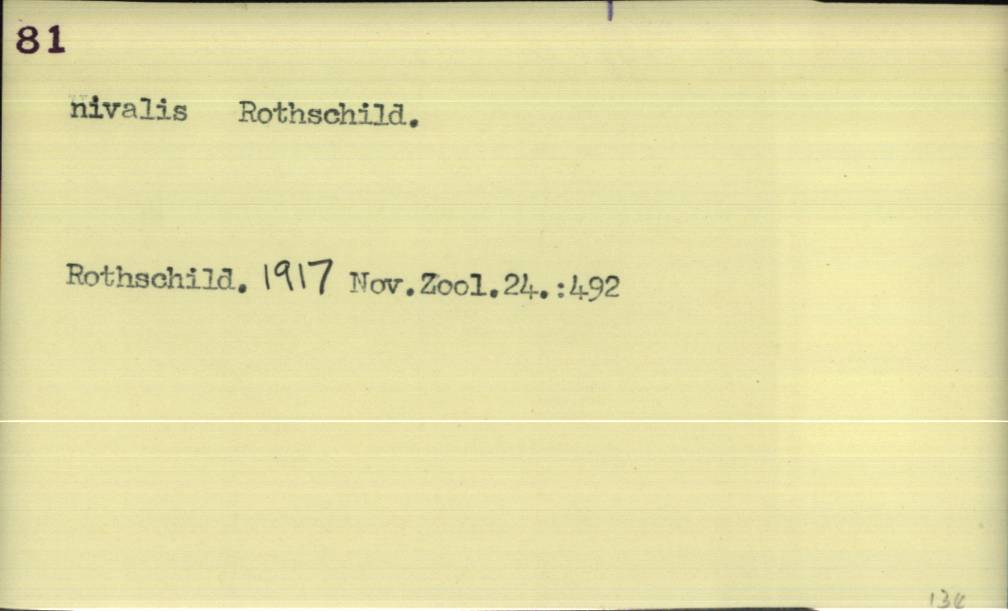 81
nivalis Rothschild.
Rothschild. 1917 Nov.Zool.24.:492